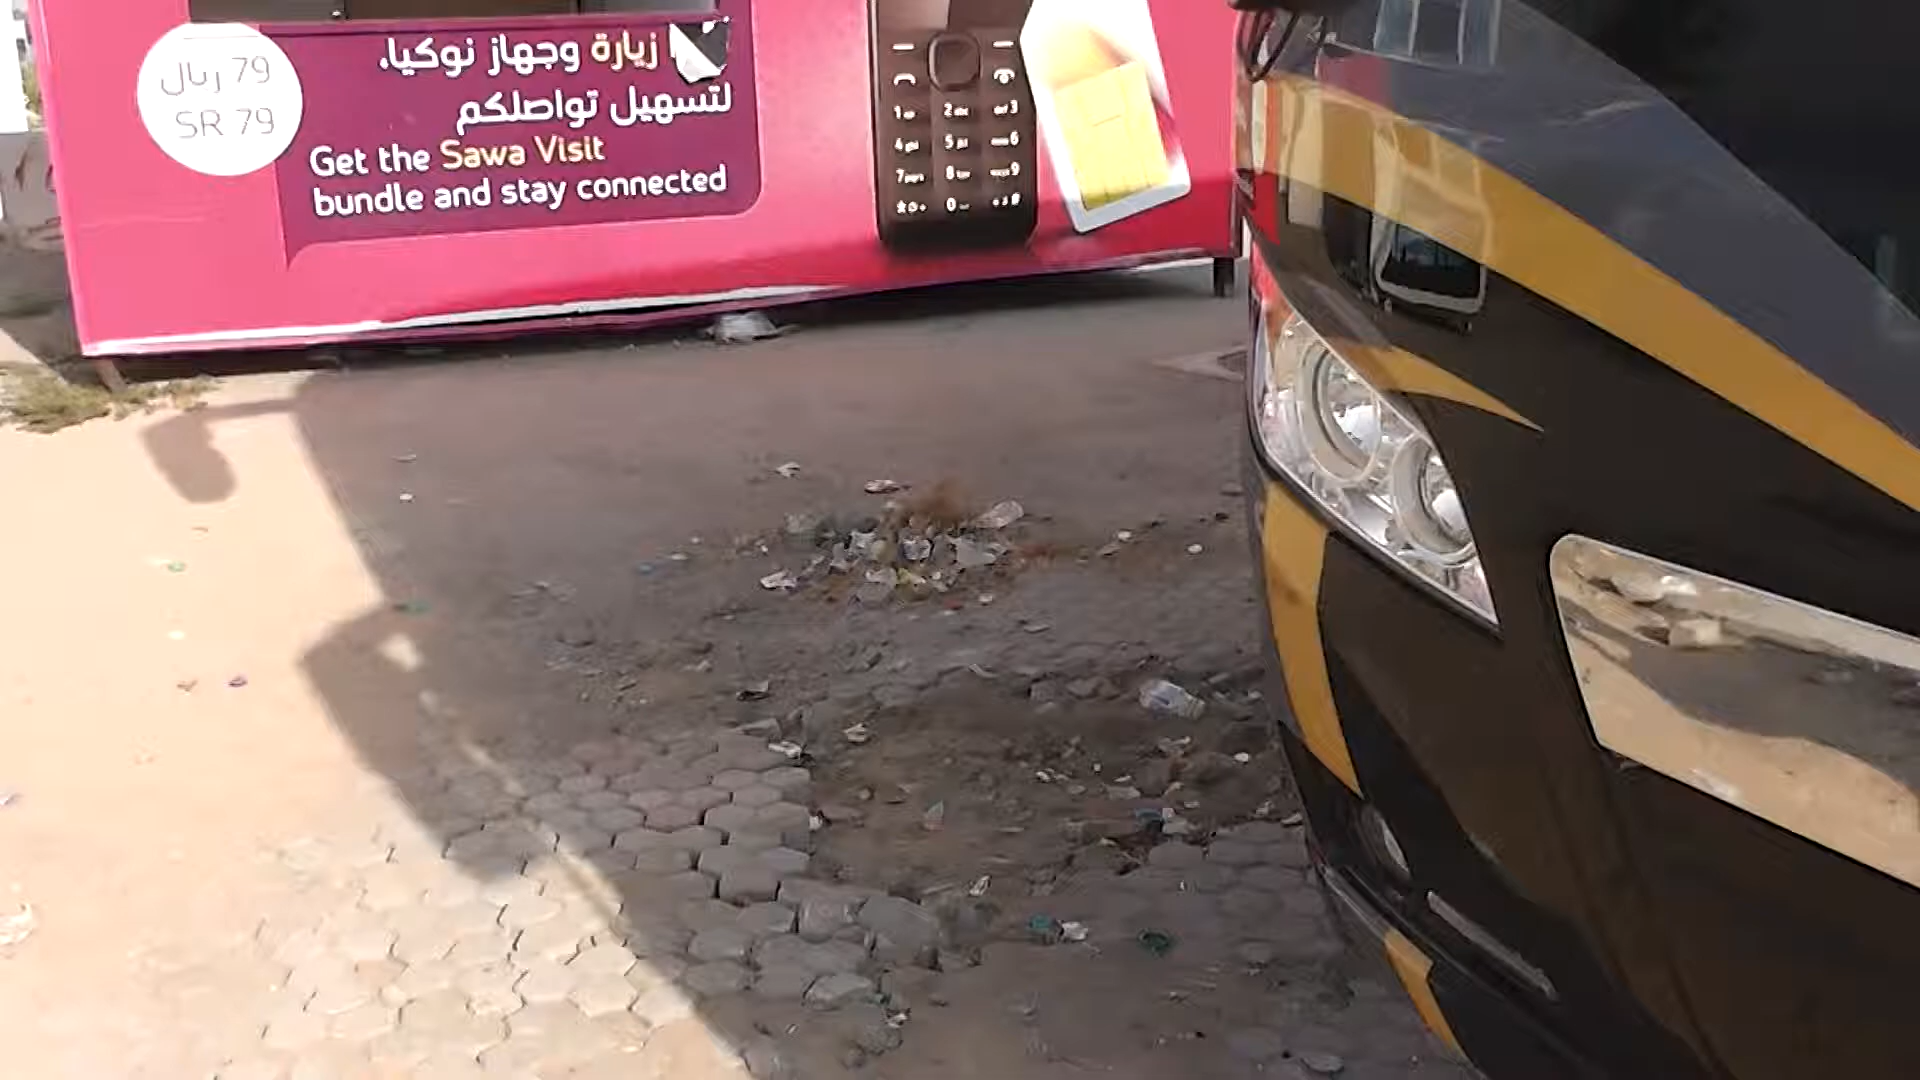 79 ريال
SR 79
زيارة وجهاز نوكيا،
لتسهيل تواصلكم
Get the Sawa Visit
bundle and stay connected